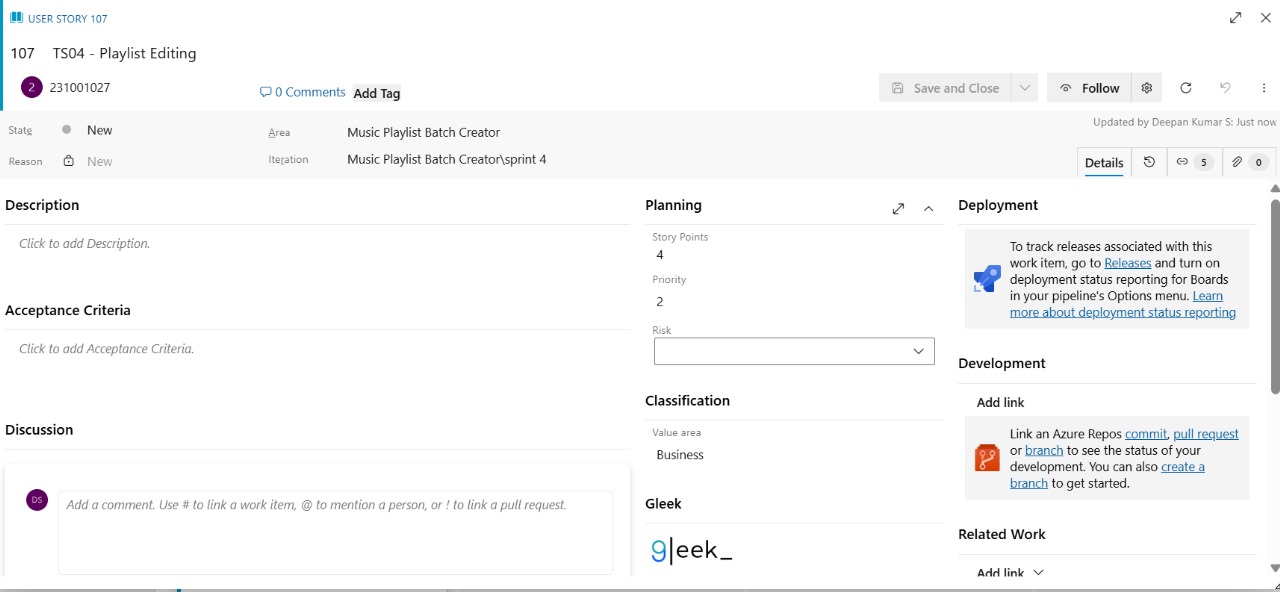 USER STORY 107
107 TS04 - Playlist Editing
2 231001027
0 Comments Add Tag
Save and Close
Follow
State New
Area Music Playlist Batch Creator
Updated by Deepan Kumar S: Just now
Reason New
Iteration Music Playlist Batch Creator\sprint 4
Details 5 0
Description
Click to add Description.
Acceptance Criteria
Click to add Acceptance Criteria.
Discussion
DS
Add a comment. Use # to link a work item, @ to mention a person, or ! to link a pull request.
Planning
Story Points
4
Priority
2
Risk
Classification
Value area
Business
Gleek
gleek_
Deployment
To track releases associated with this
work item, go to Releases and turn on
deployment status reporting for Boards
in your pipeline's Options menu. Learn
more about deployment status reporting
Development
Add link
Link an Azure Repos commit, pull request
or branch to see the status of your
development. You can also create a
branch to get started.
Related Work
Add link